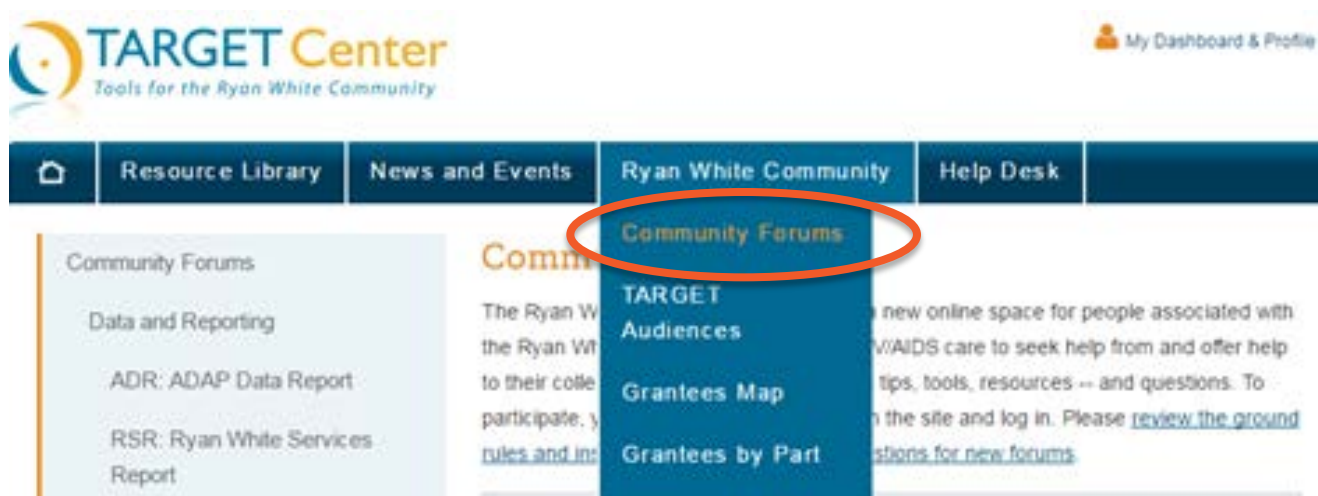 TARGET Center
Tools for the Ryan White Community
My Dashboard & Profile
Resource Library
News and Events
Ryan White Community
Help Desk
Community Forums
TARGET
Audiences
Grantees Map
Grantees by Part
Community Forums
Data and Reporting
ADR: ADAP Data Report
RSR: Ryan White Services
Report
Comm
The Ryan W new online space for people associated with
the Ryan Wh V/AIDS care to seek help from and offer help
to their colle tips, tools, resources -- and questions. To
participate, y the site and log in. Please review the ground
rules and ins stions for new forums